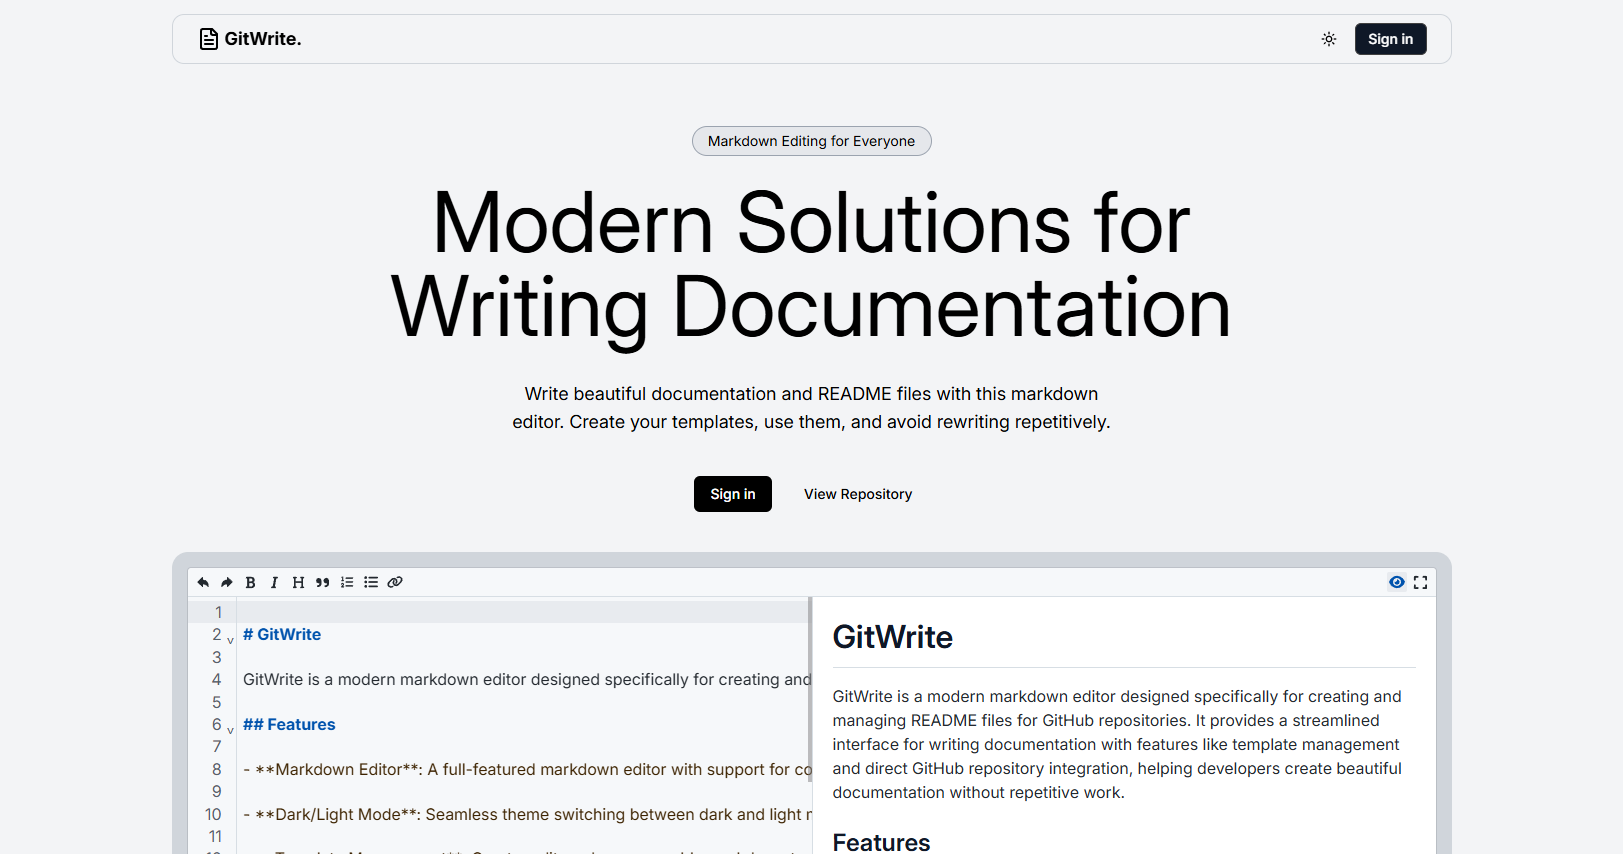 GitWrite.
Sign in
Markdown Editing for Everyone
Modern Solutions for
Writing Documentation
Write beautiful documentation and README files with this markdown
editor. Create your templates, use them, and avoid rewriting repetitively.
Sign in
View Repository
1
2 # GitWrite
3
4 GitWrite is a modern markdown editor designed specifically for creating and
5
6 ## Features
7
8 - **Markdown Editor**: A full-featured markdown editor with support for co
9
10 - **Dark/Light Mode**: Seamless theme switching between dark and light
11
GitWrite
GitWrite is a modern markdown editor designed specifically for creating and
managing README files for GitHub repositories. It provides a streamlined
interface for writing documentation with features like template management
and direct GitHub repository integration, helping developers create beautiful
documentation without repetitive work.
Features